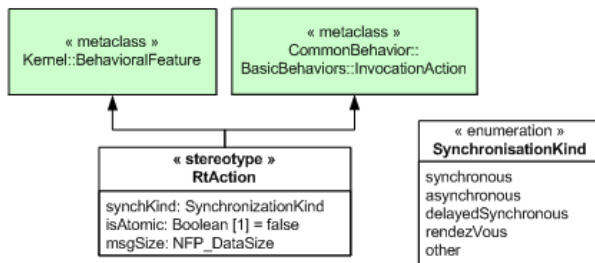 « metaclass »
Kernel::BehavioralFeature
« metaclass »
CommonBehavior::
BasicBehaviors::InvocationAction
« stereotype »
RtAction
synchKind: SynchronizationKind
isAtomic: Boolean [1] = false
msgSize: NFP_DataSize
« enumeration »
SynchronisationKind
synchronous
asynchronous
delayedSynchronous
rendezVous
other